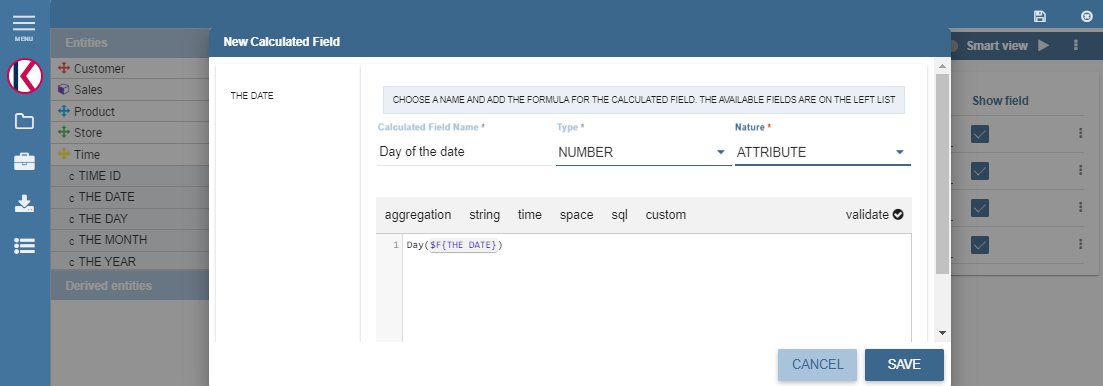 MENU
Entities
Customer
Sales
Product
Store
Time
c TIME ID
c THE DATE
c THE DAY
c THE MONTH
c THE YEAR
Derived entities
New Calculated Field
THE DATE
CHOOSE A NAME AND ADD THE FORMULA FOR THE CALCULATED FIELD. THE AVAILABLE FIELDS ARE ON THE LEFT LIST
Calculated Field Name * Type * Nature *
Day of the date NUMBER ATTRIBUTE
aggregation string time space sql custom validate
1 Day($F{THE DATE})
CANCEL SAVE
Smart view
Show field